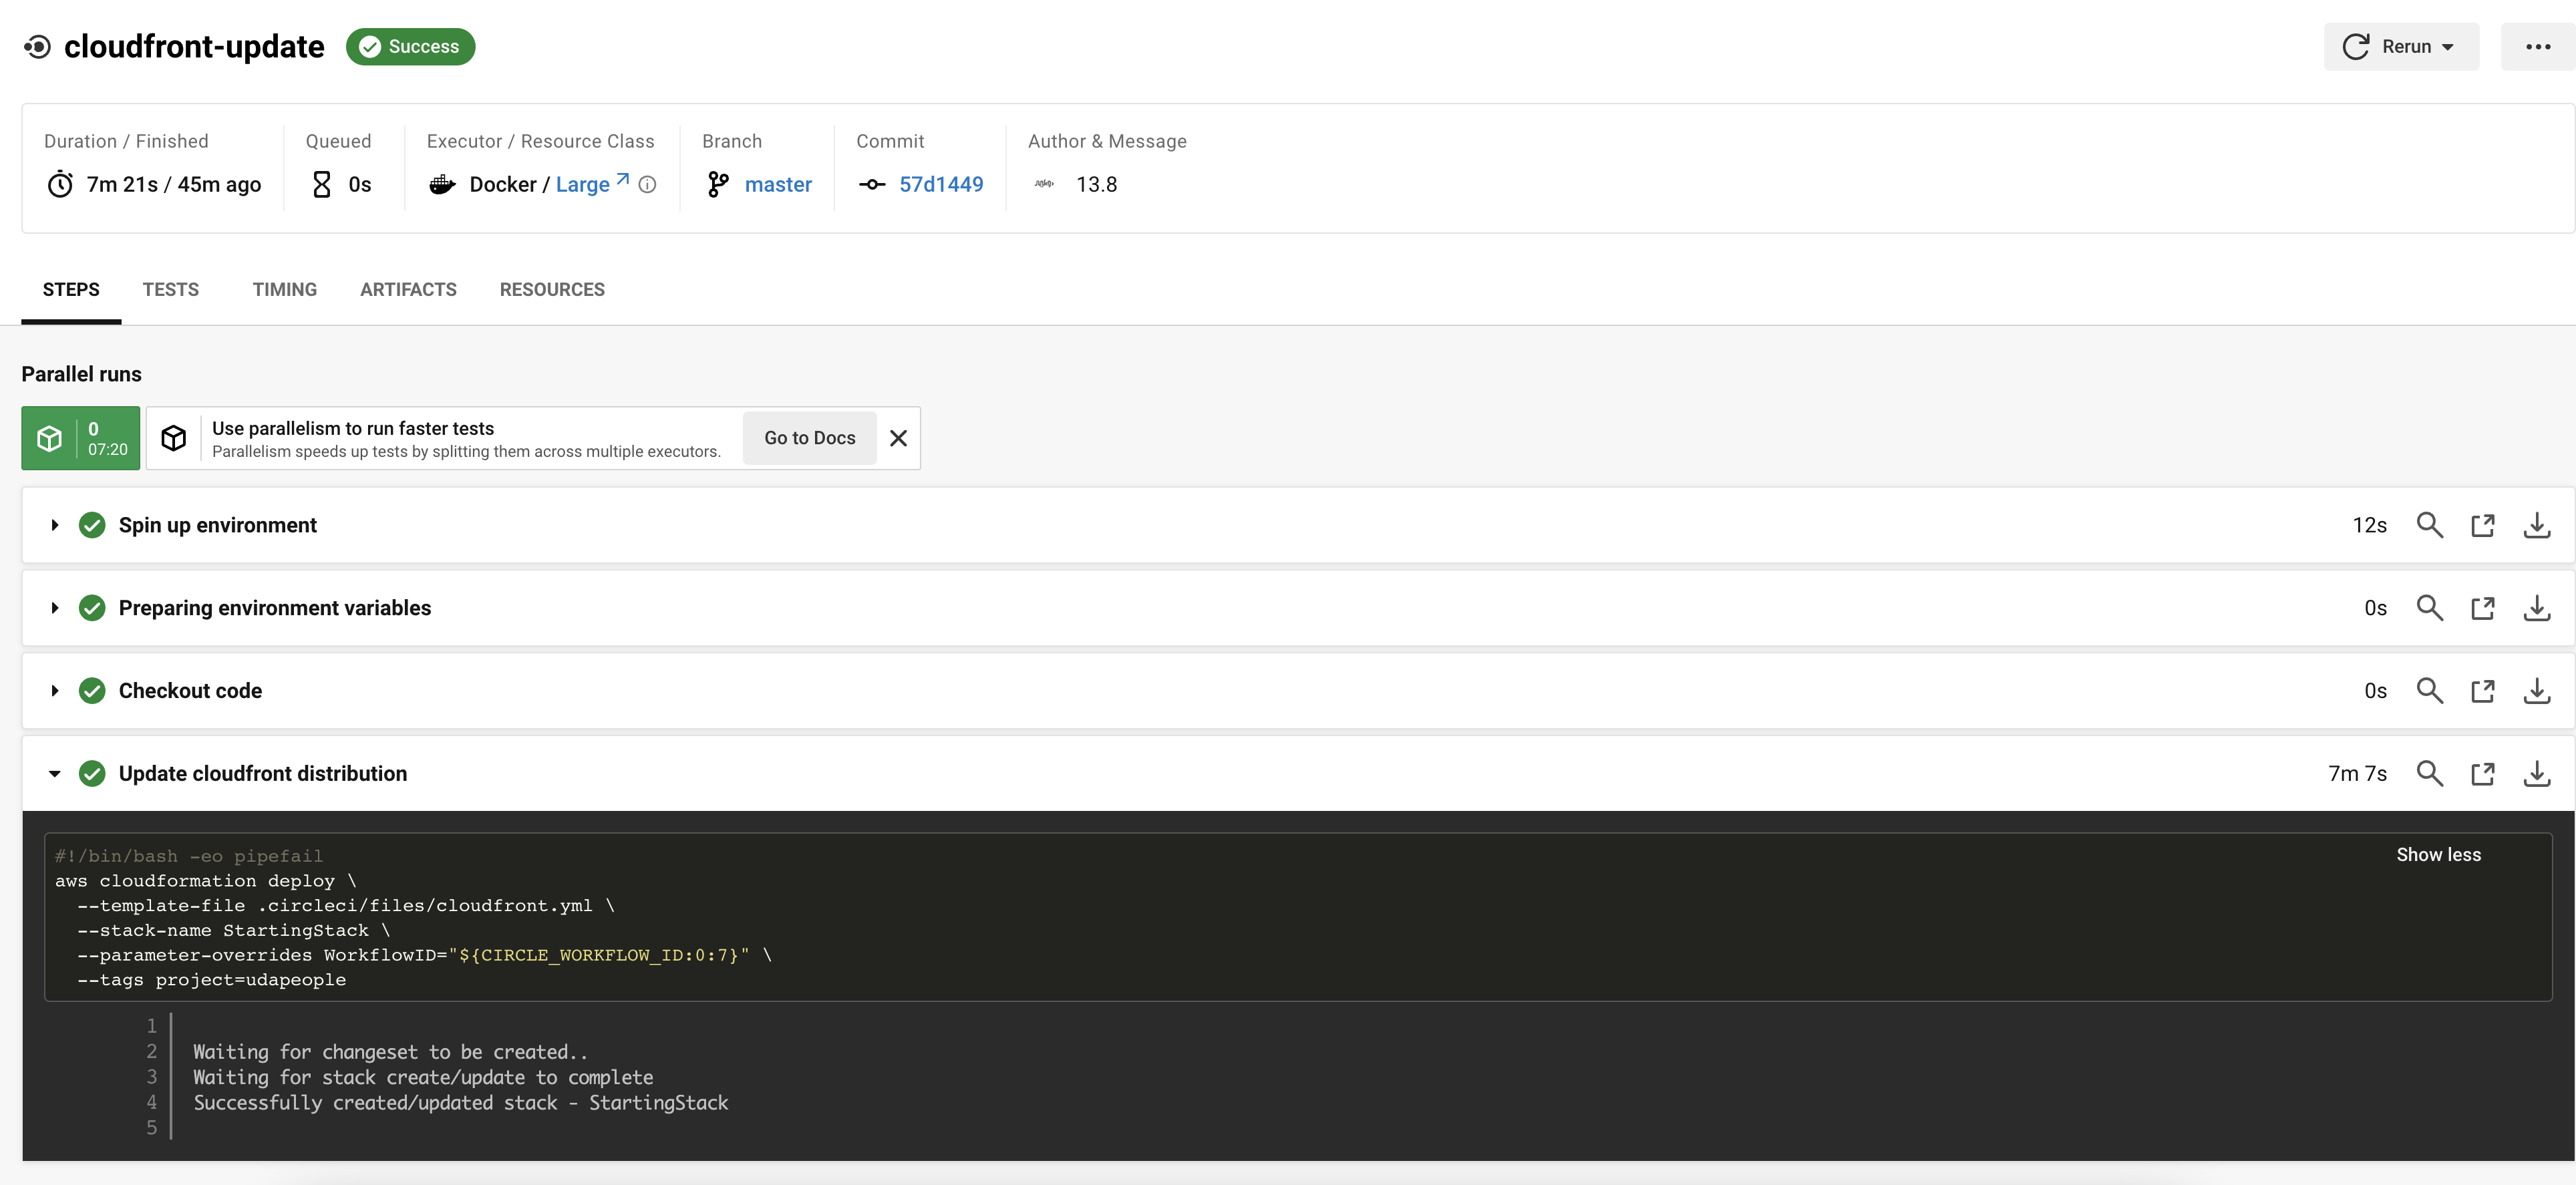 cloudfront-update
Success
Rerun
Duration / Finished
7m 21s / 45m ago
Queued
0s
Executor / Resource Class
Docker / Large
Branch
master
Commit
57d1449
Author & Message
13.8
STEPS
TESTS
TIMING
ARTIFACTS
RESOURCES
Parallel runs
0
07:20
Use parallelism to run faster tests
Parallelism speeds up tests by splitting them across multiple executors.
Go to Docs
Spin up environment
12s
Preparing environment variables
0s
Checkout code
0s
Update cloudfront distribution
7m 7s
#!/bin/bash -eo pipefail
Show less
aws cloudformation deploy \
--template-file .circleci/files/cloudfront.yml \
--stack-name StartingStack \
--parameter-overrides WorkflowID="${CIRCLE_WORKFLOW_ID:0:7}" \
--tags project=udapeople
1
2 Waiting for changeset to be created..
3 Waiting for stack create/update to complete
4 Successfully created/updated stack - StartingStack
5